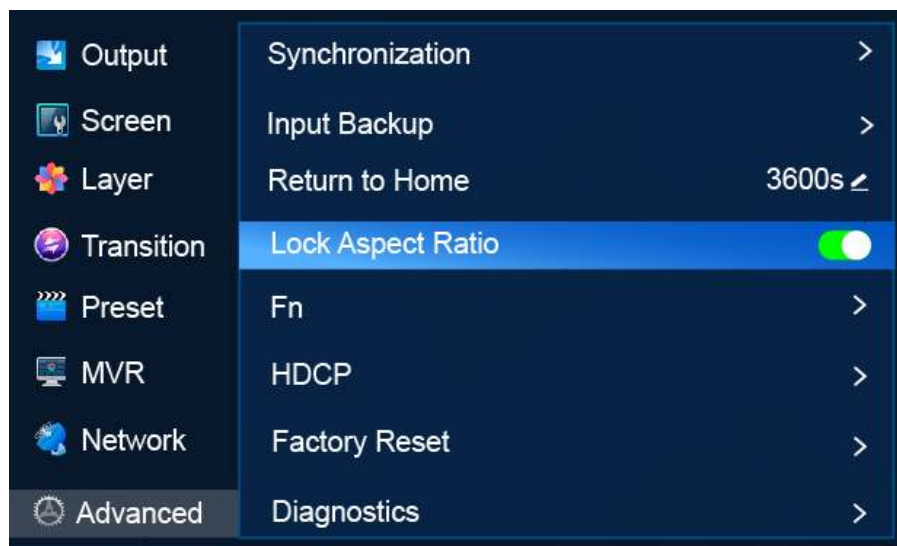 Output
Screen
Layer
Transition
Preset
MVR
Network
Advanced
Synchronization
Input Backup
Return to Home 3600s
Lock Aspect Ratio
Fn
HDCP
Factory Reset
Diagnostics